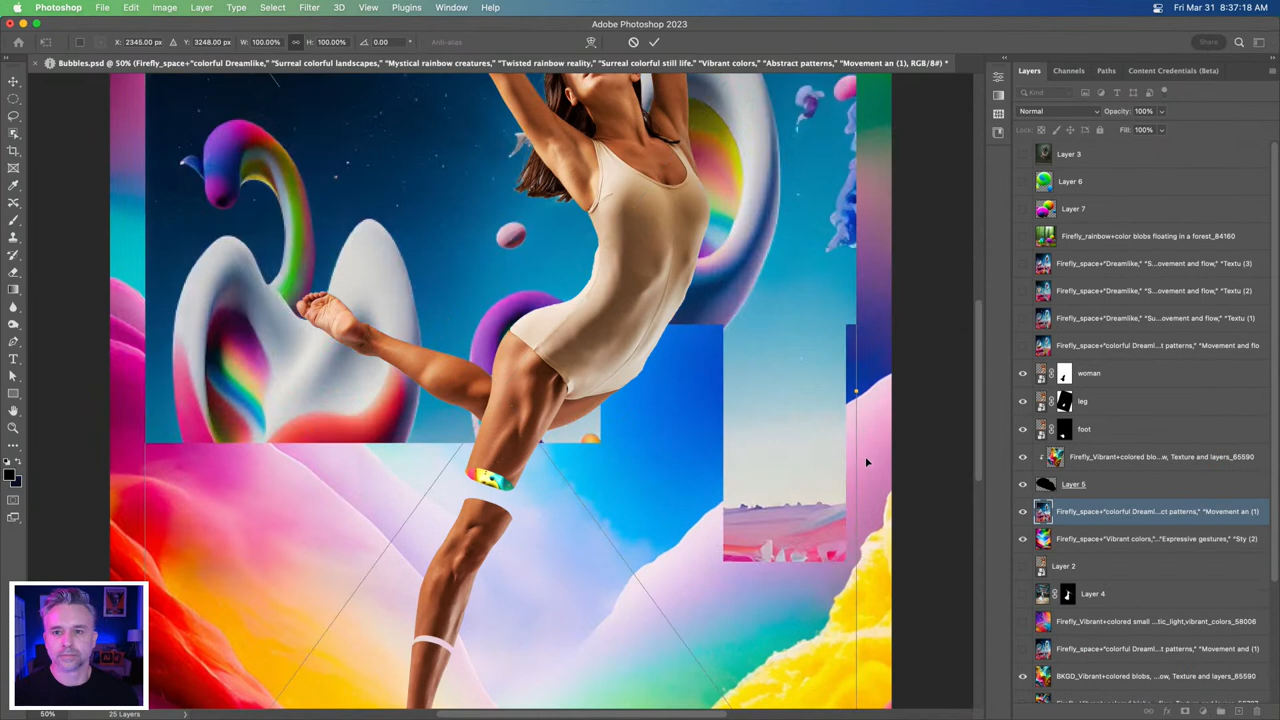 Photoshop File Edit Image Layer Type Select Filter 3D View Plugins Window Help Fri Mar 31 8:37:18 AM
Adobe Photoshop 2023
X: 2345.00 px Y: 3248.00 px W: 100.00% H: 100.00% 0.00 Anti-alias Share
Bubbles.psd @ 50% (Firefly_space+"colorful Dreamlike," "Surreal colorful landscapes," "Mystical rainbow creatures," "Twisted rainbow reality," "Surreal colorful still life." "Vibrant colors," "Abstract patterns," "Movement an (1), RGB/8#) *
Layers Channels Paths Content Credentials (Beta)
Kind
Normal Opacity: 100%
Lock: Fill: 100%
Layer 3
Layer 6
Layer 7
Firefly_rainbow+color blobs floating in a forest_84160
Firefly_space+"Dreamlike," "S...ovement and flow," "Textu (3)
Firefly_space+"Dreamlike," "S...ovement and flow," "Textu (2)
Firefly_space+"Dreamlike," "Su...ovement and flow," "Textu (1)
Firefly_space+"colorful Dreaml...t patterns," "Movement and flo
woman
leg
foot
Firefly_Vibrant+colored blo...w, Texture and layers_65590
Layer 5
Firefly_space+"colorful Dreaml...ct patterns," "Movement an (1)
Firefly_space+"Vibrant colors,"..."Expressive gestures," "Sty (2)
Layer 2
Layer 4
Firefly_Vibrant+colored small ...tic_light,vibrant_colors_58006
Firefly_space+"colorful Dreaml...t patterns," "Movement and (1)
BKGD_Vibrant+colored blobs, ...ow, Texture and layers_65590
50% 25 Layers